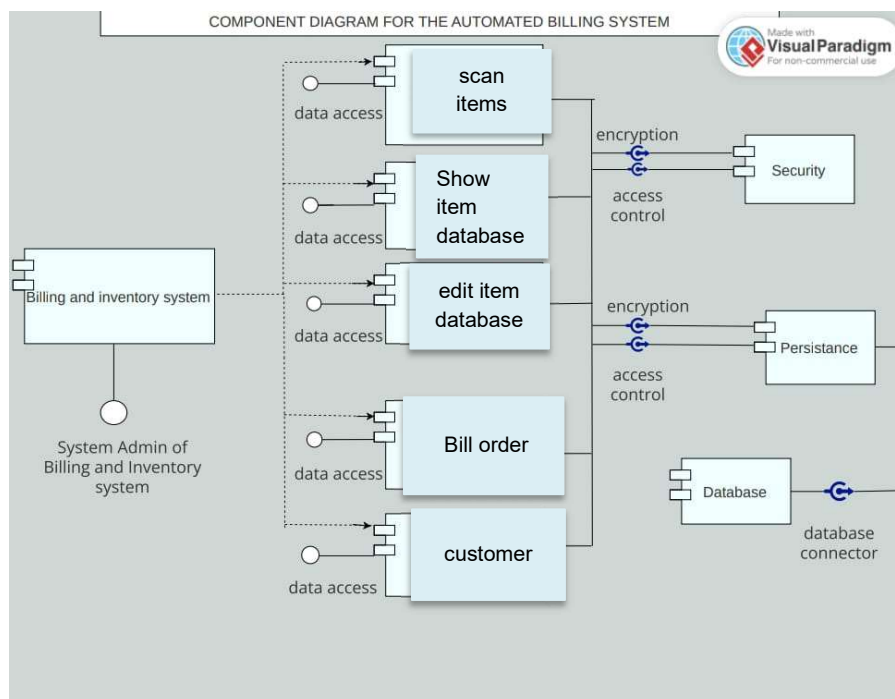 COMPONENT DIAGRAM FOR THE AUTOMATED BILLING SYSTEM
Made with
Visual Paradigm
For non-commercial use
scan
items
data access
encryption
access
control
Security
Show
item
database
data access
Billing and inventory system
edit item
database
data access
encryption
access
control
Persistance
System Admin of
Billing and Inventory
system
Bill order
data access
Database
database
connector
customer
data access